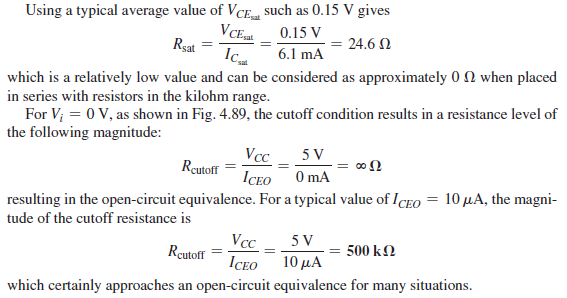 Using a typical average value of V_CE_sat such as 0.15 V gives
R_sat = V_CE_sat / I_C_sat = 0.15 V / 6.1 mA = 24.6 Ω
which is a relatively low value and can be considered as approximately 0 Ω when placed
in series with resistors in the kilohm range.
For V_i = 0 V, as shown in Fig. 4.89, the cutoff condition results in a resistance level of
the following magnitude:
R_cutoff = V_CC / I_CEO = 5 V / 0 mA = ∞ Ω
resulting in the open-circuit equivalence. For a typical value of I_CEO = 10 μA, the magni-
tude of the cutoff resistance is
R_cutoff = V_CC / I_CEO = 5 V / 10 μA = 500 kΩ
which certainly approaches an open-circuit equivalence for many situations.